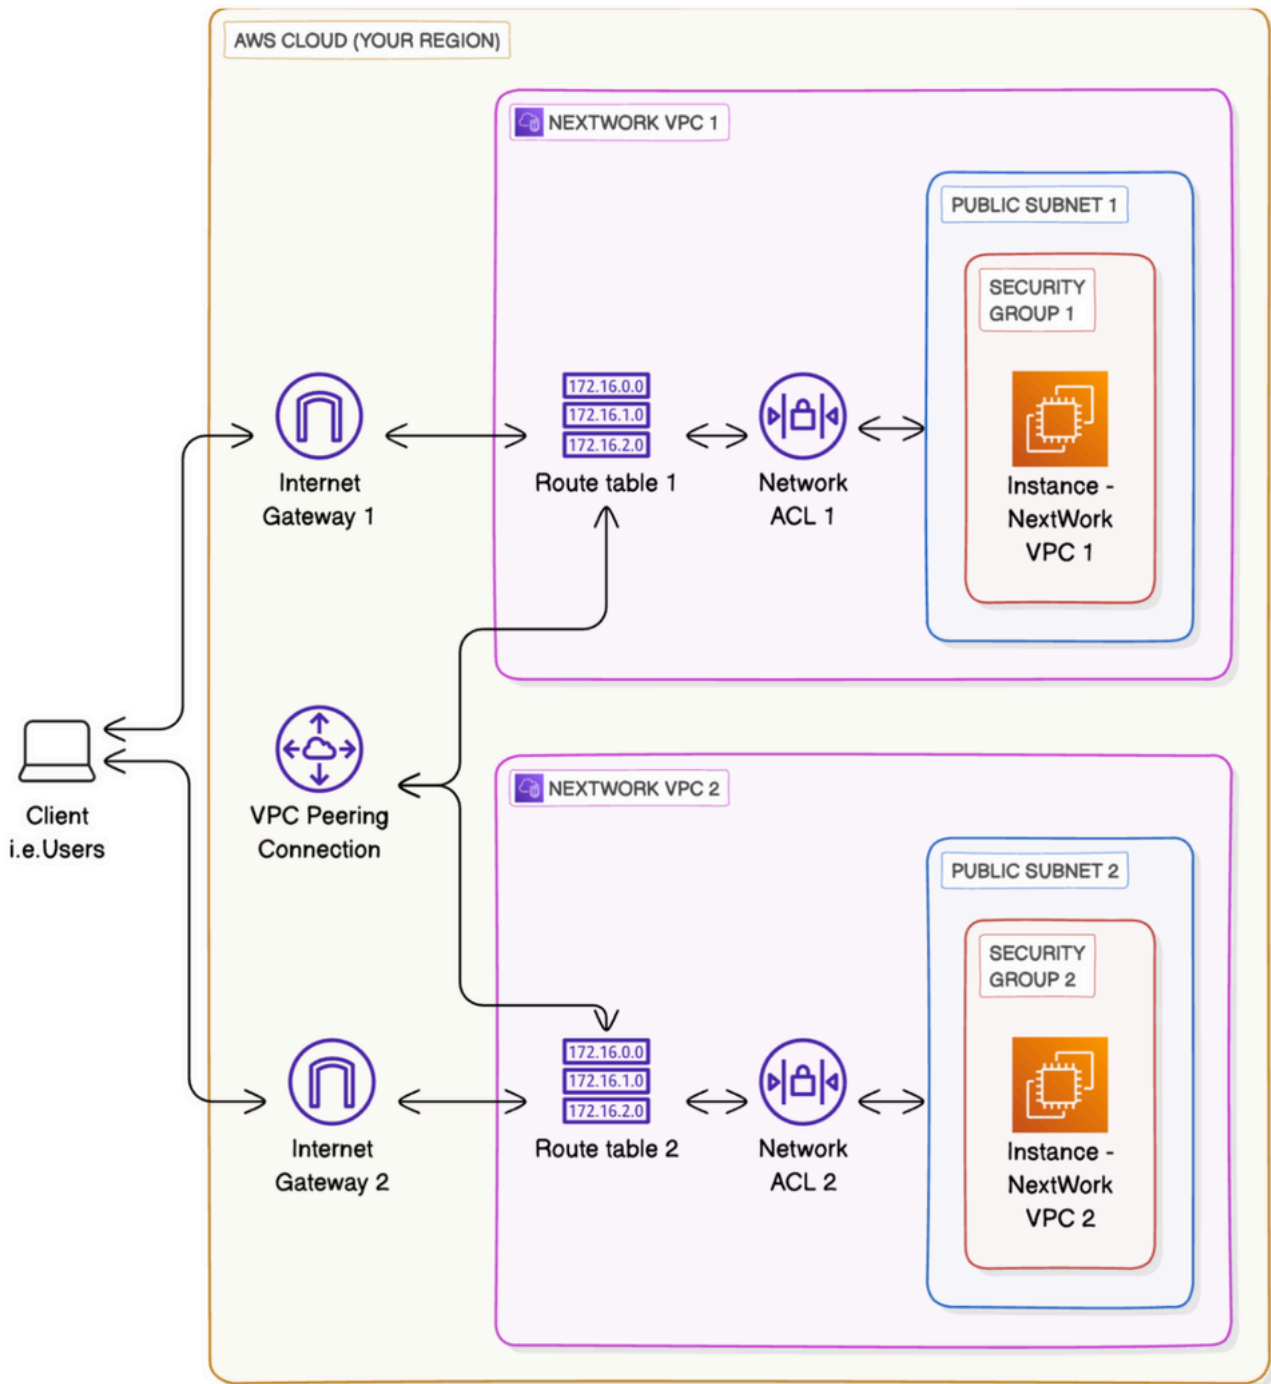 AWS CLOUD (YOUR REGION)
NEXTWORK VPC 1
PUBLIC SUBNET 1
SECURITY
GROUP 1
172.16.0.0
172.16.1.0
172.16.2.0
Internet
Gateway 1
Route table 1
Network
ACL 1
Instance -
NextWork
VPC 1
Client
i.e.Users
VPC Peering
Connection
NEXTWORK VPC 2
PUBLIC SUBNET 2
SECURITY
GROUP 2
172.16.0.0
172.16.1.0
172.16.2.0
Internet
Gateway 2
Route table 2
Network
ACL 2
Instance -
NextWork
VPC 2